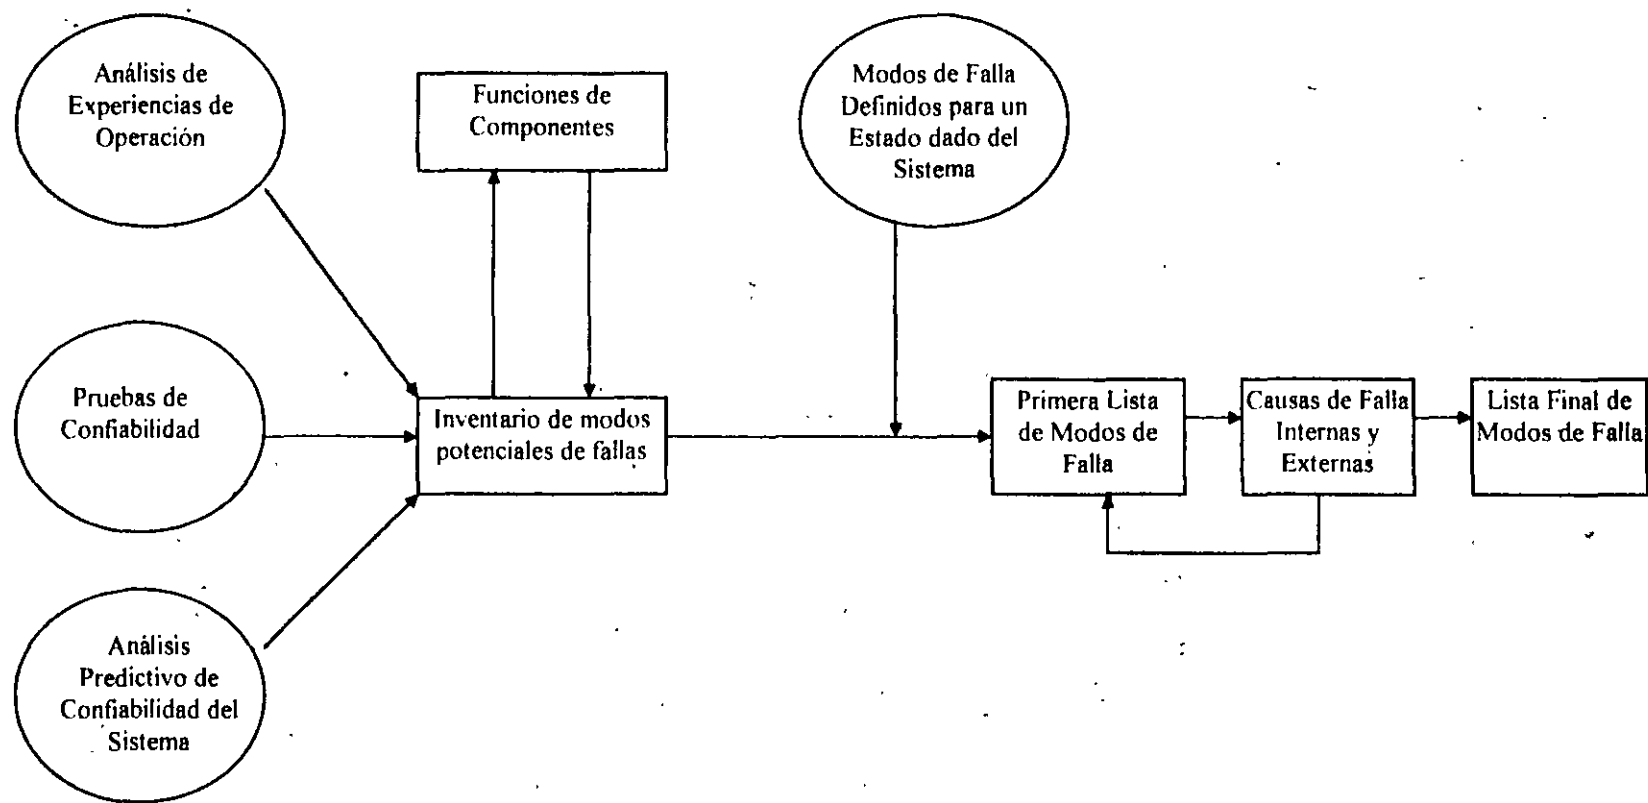 Análisis de
Experiencias de
Operación
Funciones de
Componentes
Modos de Falla
Definidos para un
Estado dado del
Sistema
Pruebas de
Confiabilidad
Inventario de modos
potenciales de fallas
Primera Lista
de Modos de
Falla
Causas de Falla
Internas y
Externas
Lista Final de
Modos de Falla
Análisis
Predictivo de
Confiabilidad del
Sistema